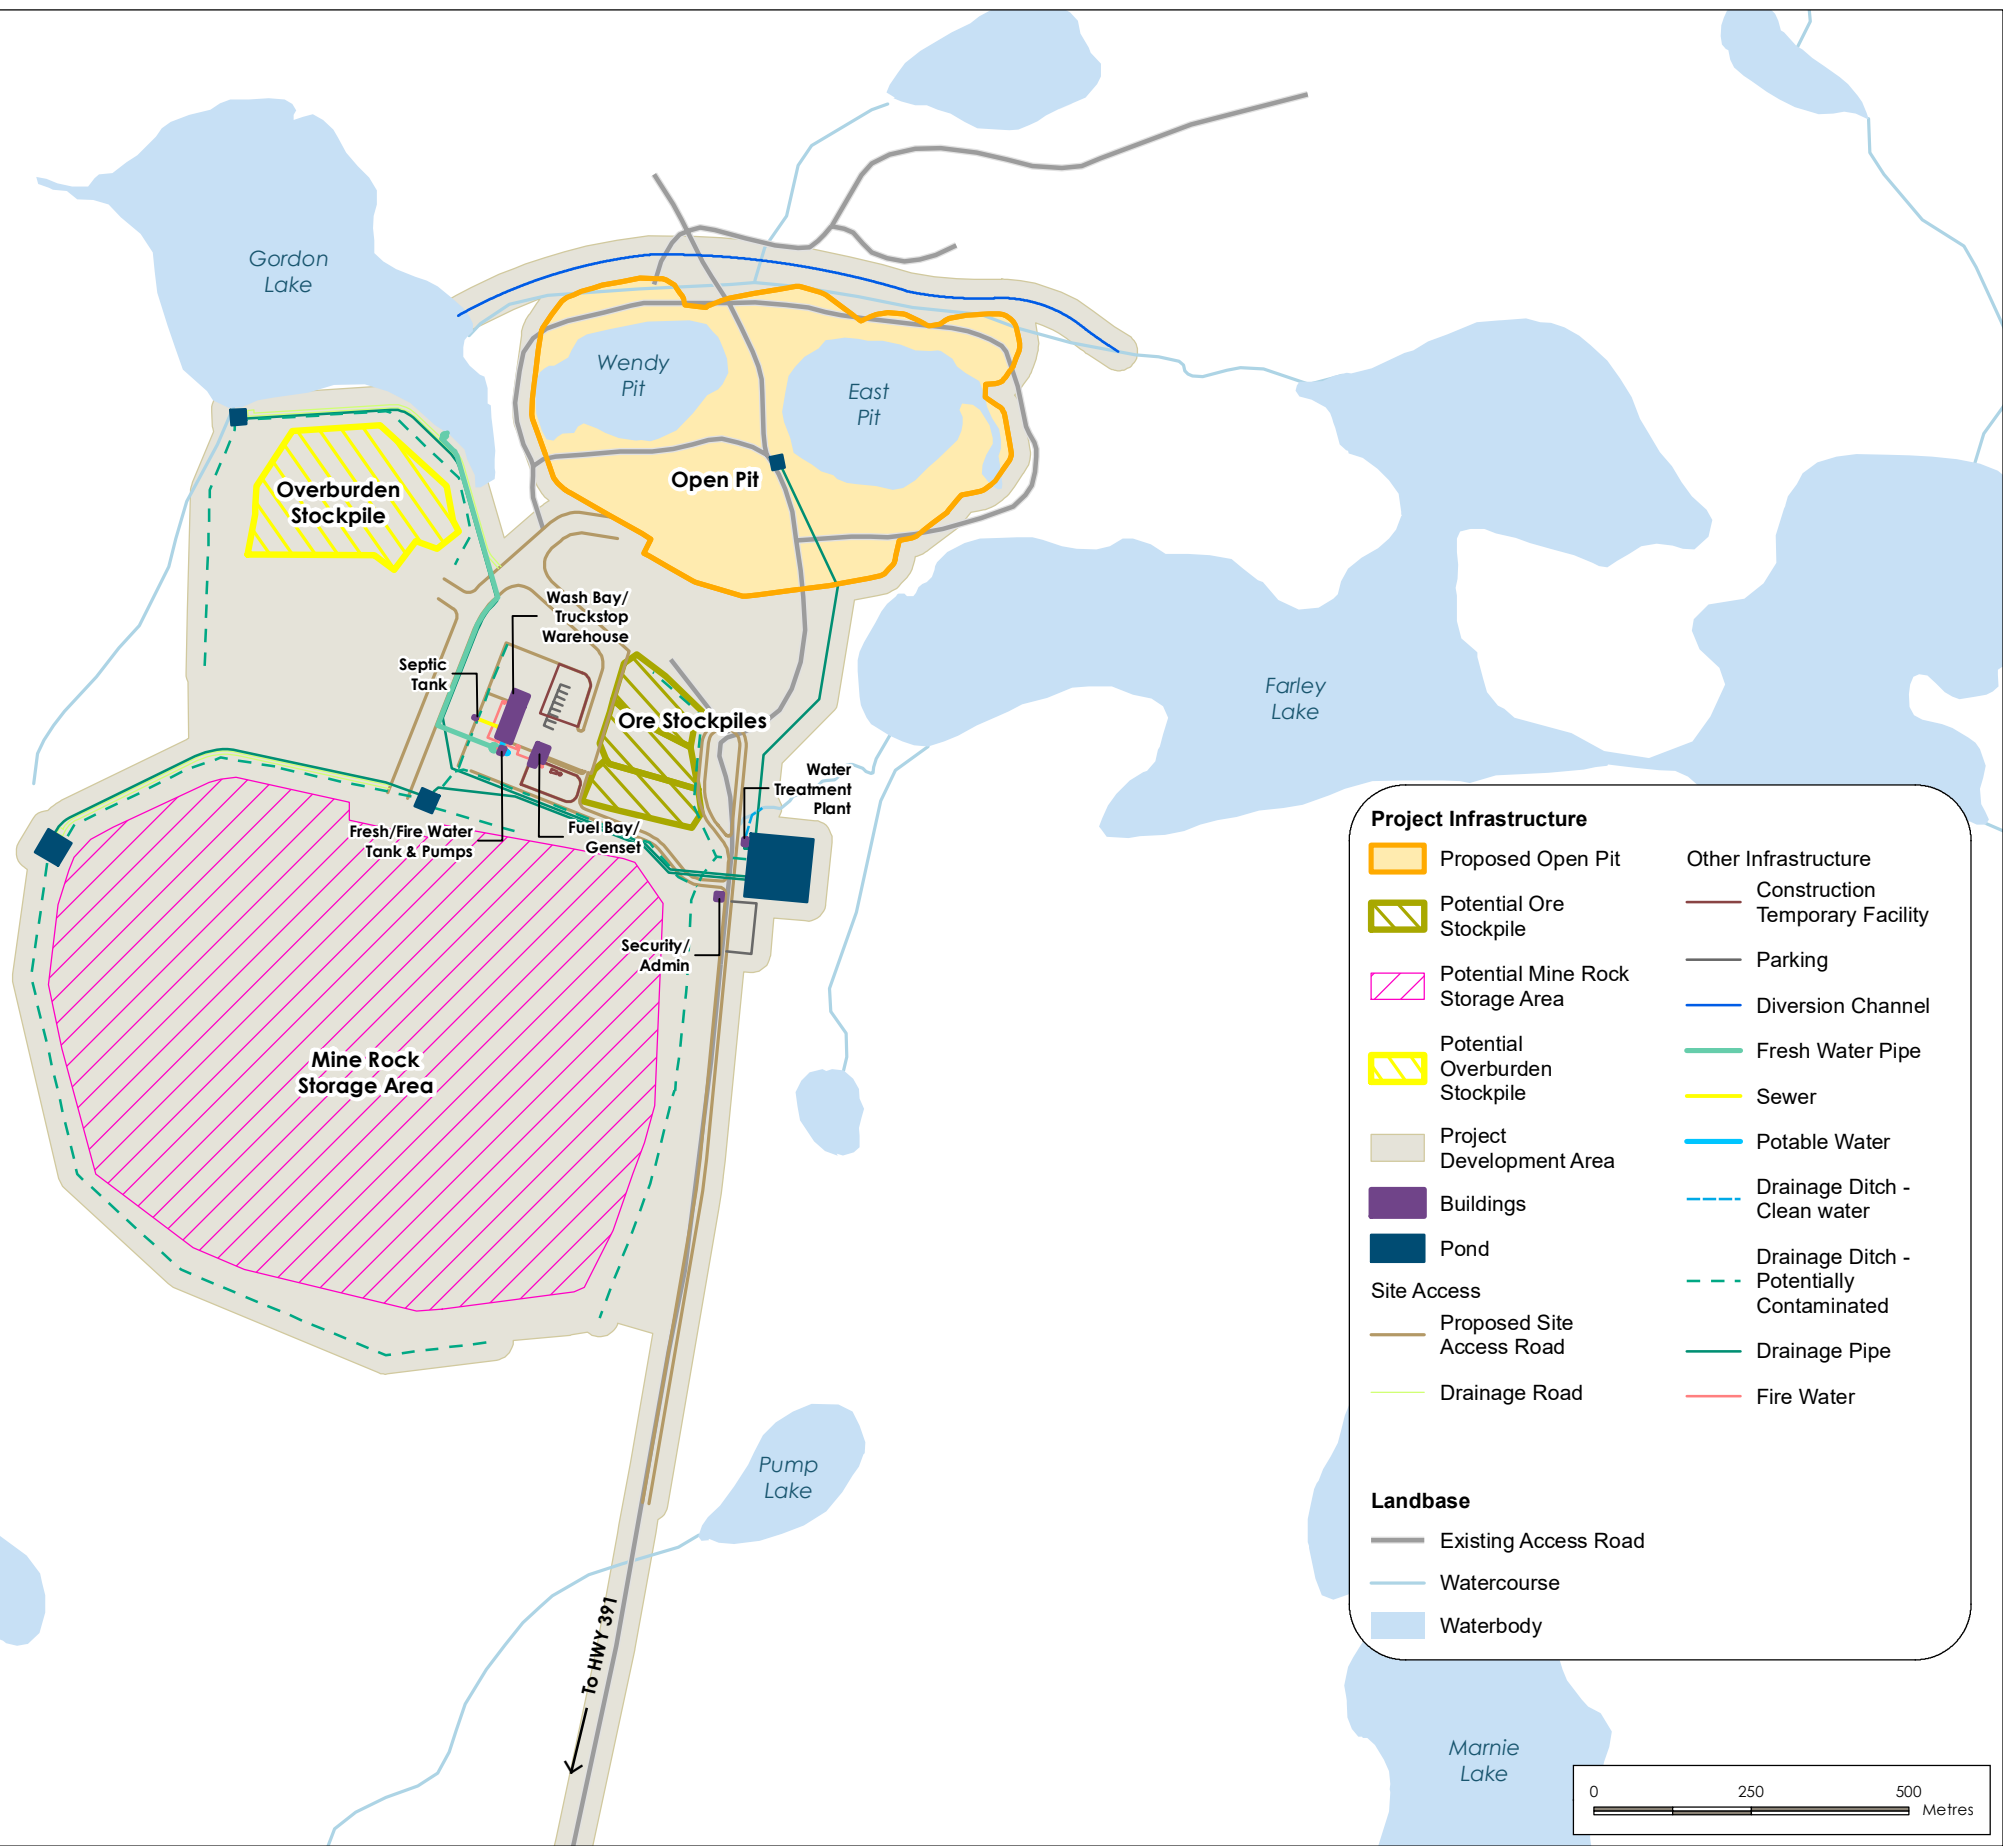 Gordon
Lake
Wendy
Pit
East
Pit
Open Pit
Overburden
Stockpile
Wash Bay/
Truckstop
Warehouse
Septic
Tank
Ore Stockpiles
Farley
Lake
Water
Treatment
Plant
Fresh/Fire Water
Tank & Pumps
Fuel Bay/
Genset
Security/
Admin
Mine Rock
Storage Area
Pump
Lake
To HWY 391
Marnie
Lake
Project Infrastructure
Proposed Open Pit
Potential Ore
Stockpile
Potential Mine Rock
Storage Area
Potential
Overburden
Stockpile
Project
Development Area
Buildings
Pond
Site Access
Proposed Site
Access Road
Drainage Road
Other Infrastructure
Construction
Temporary Facility
Parking
Diversion Channel
Fresh Water Pipe
Sewer
Potable Water
Drainage Ditch -
Clean water
Drainage Ditch -
Potentially
Contaminated
Drainage Pipe
Fire Water
Landbase
Existing Access Road
Watercourse
Waterbody
0 250 500
Metres